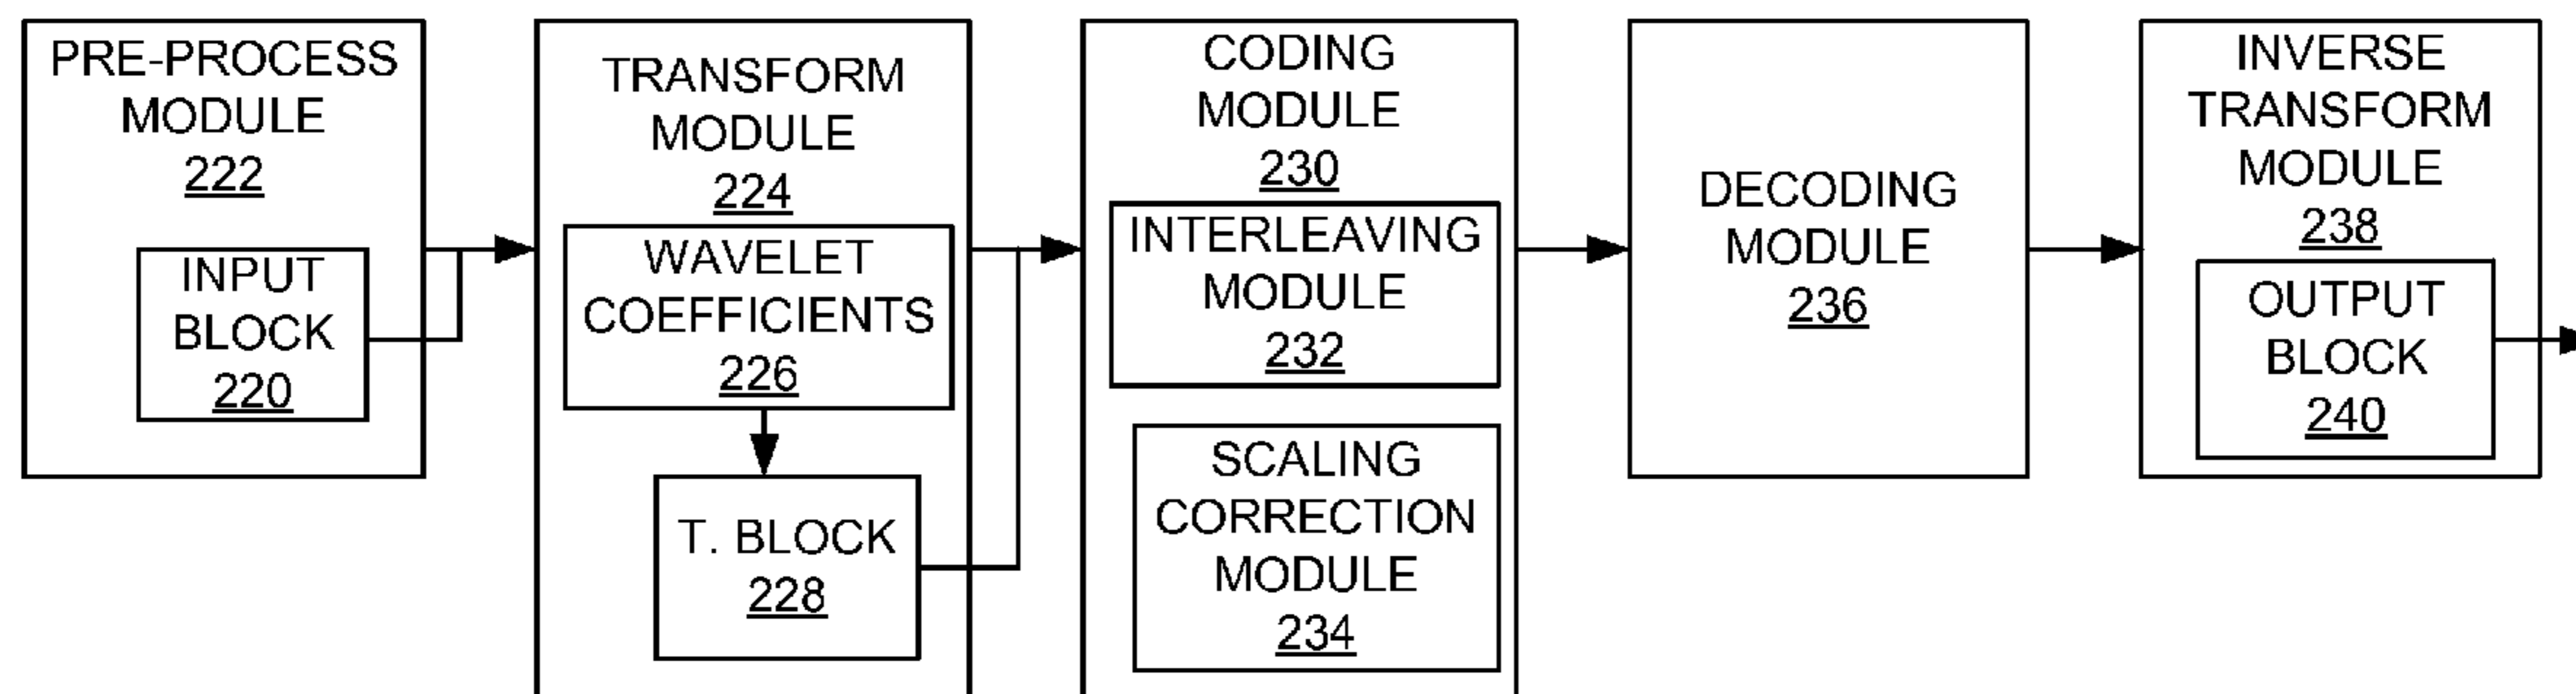 PRE-PROCESS
MODULE
222
INPUT
BLOCK
220
TRANSFORM
MODULE
224
WAVELET
COEFFICIENTS
226
T. BLOCK
228
CODING
MODULE
230
INTERLEAVING
MODULE
232
SCALING
CORRECTION
MODULE
234
DECODING
MODULE
236
INVERSE
TRANSFORM
MODULE
238
OUTPUT
BLOCK
240